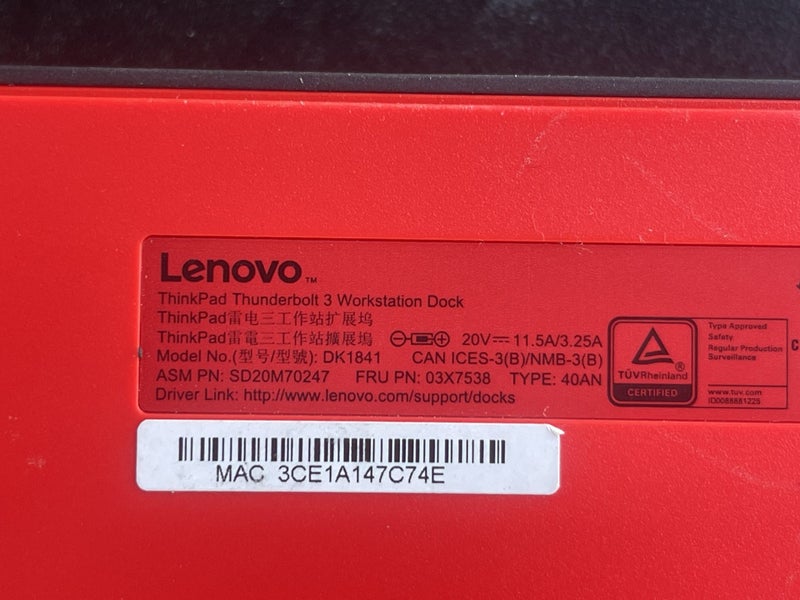 Lenovo™
ThinkPad Thunderbolt 3 Workstation Dock
ThinkPad雷电三工作站扩展坞
ThinkPad雷電三工作站擴展塢 20V⎓11.5A/3.25A
Model No.(型号/型號): DK1841 CAN ICES-3(B)/NMB-3(B)
ASM PN: SD20M70247 FRU PN: 03X7538 TYPE: 40AN
Driver Link: http://www.lenovo.com/support/docks
TÜVRheinland®
CERTIFIED
Type Approved
Safety
Regular Production
Surveillance
www.tuv.com
ID0088881225
MAC 3CE1A147C74E